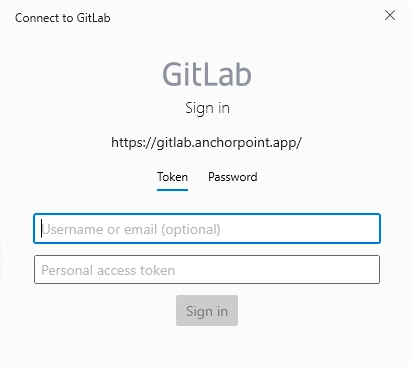 Connect to GitLab
GitLab
Sign in
https://gitlab.anchorpoint.app/
Token Password
Username or email (optional)
Personal access token
Sign in